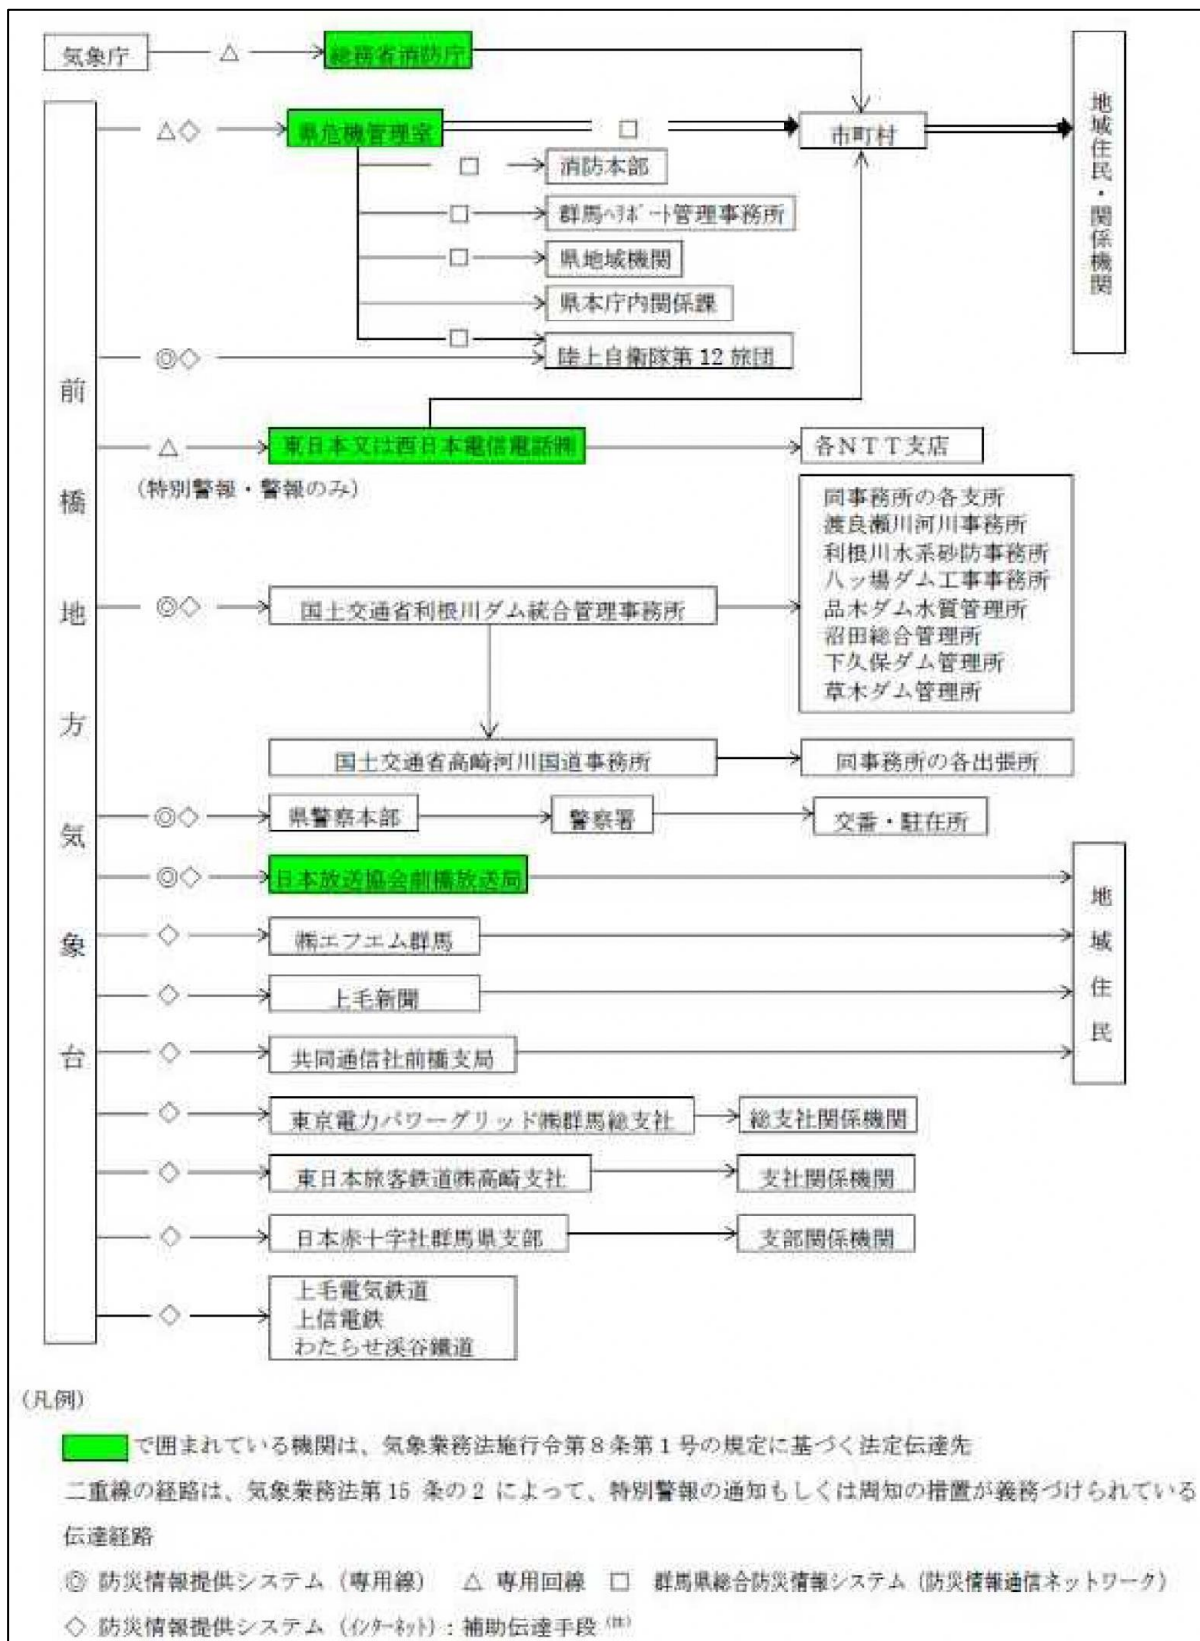 気象庁 △ 総務省消防庁
地域住民・関係機関
△◇ 県危機管理室 □ 市町村
□ 消防本部
□ 群馬ヘリポート管理事務所
□ 県地域機関
県本庁内関係課
□
◎◇ 陸上自衛隊第12旅団
前橋地方気象台
△ 東日本又は西日本電信電話㈱ 各NTT支店
(特別警報・警報のみ)
同事務所の各支所
渡良瀬川河川事務所
利根川水系砂防事務所
八ッ場ダム工事事務所
品木ダム水質管理所
沼田総合管理所
下久保ダム管理所
草木ダム管理所
◎◇ 国土交通省利根川ダム統合管理事務所
国土交通省高崎河川国道事務所 同事務所の各出張所
◎◇ 県警察本部 警察署 交番・駐在所
◎◇ 日本放送協会前橋放送局
地域住民
◇ ㈱エフエム群馬
◇ 上毛新聞
◇ 共同通信社前橋支局
◇ 東京電力パワーグリッド㈱群馬総支社 総支社関係機関
◇ 東日本旅客鉄道㈱高崎支社 支社関係機関
◇ 日本赤十字社群馬県支部 支部関係機関
上毛電気鉄道
◇ 上信電鉄
わたらせ渓谷鐵道
(凡例)
で囲まれている機関は、気象業務法施行令第8条第1号の規定に基づく法定伝達先
二重線の経路は、気象業務法第15 条の2 によって、特別警報の通知もしくは周知の措置が義務づけられている
伝達経路
◎ 防災情報提供システム（専用線） △ 専用回線 □ 群馬県総合防災情報システム（防災情報通信ネットワーク）
◇ 防災情報提供システム（インターネット）：補助伝達手段